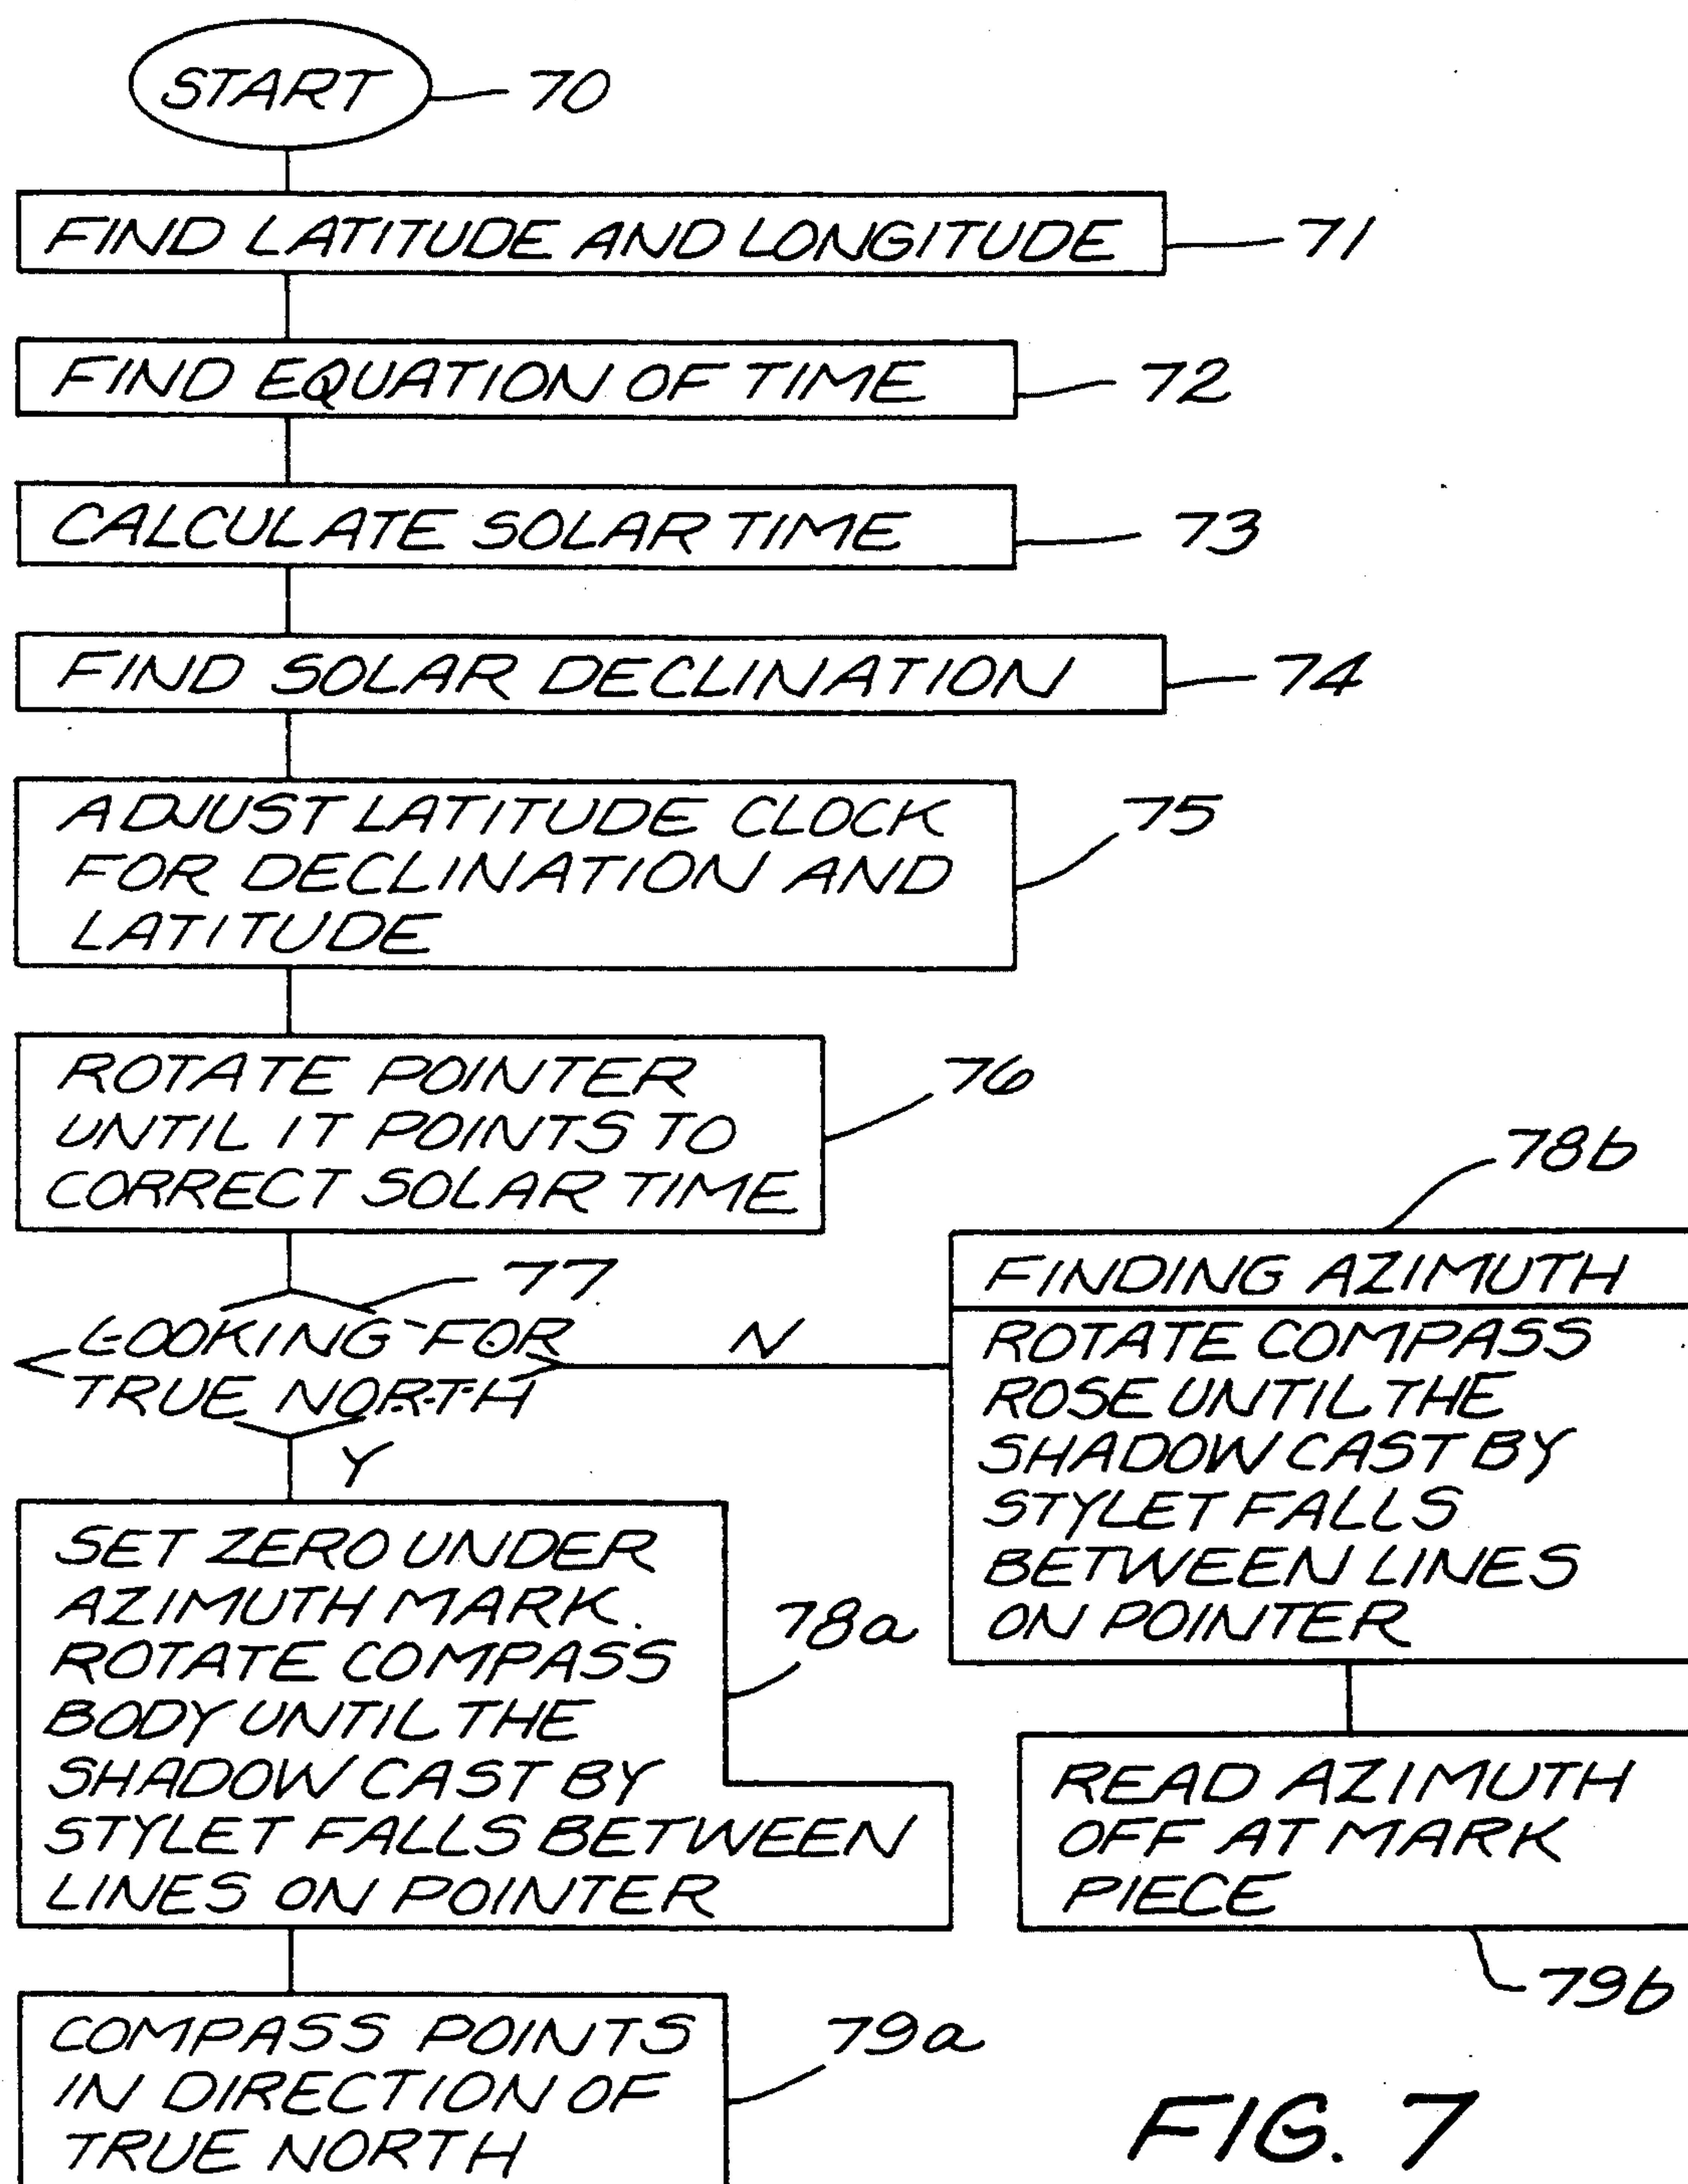 START
70
FIND LATITUDE AND LONGITUDE
71
FIND EQUATION OF TIME
72
CALCULATE SOLAR TIME
73
FIND SOLAR DECLINATION
74
ADJUST LATITUDE CLOCK
FOR DECLINATION AND
LATITUDE
75
ROTATE POINTER
UNTIL IT POINTS TO
CORRECT SOLAR TIME
76
LOOKING FOR
TRUE NORTH
77
N
Y
78b
FINDING AZIMUTH
ROTATE COMPASS
ROSE UNTIL THE
SHADOW CAST BY
STYLET FALLS
BETWEEN LINES
ON POINTER
SET ZERO UNDER
AZIMUTH MARK.
ROTATE COMPASS
BODY UNTIL THE
SHADOW CAST BY
STYLET FALLS BETWEEN
LINES ON POINTER
78a
READ AZIMUTH
OFF AT MARK
PIECE
79b
COMPASS POINTS
IN DIRECTION OF
TRUE NORTH
79a
FIG. 7